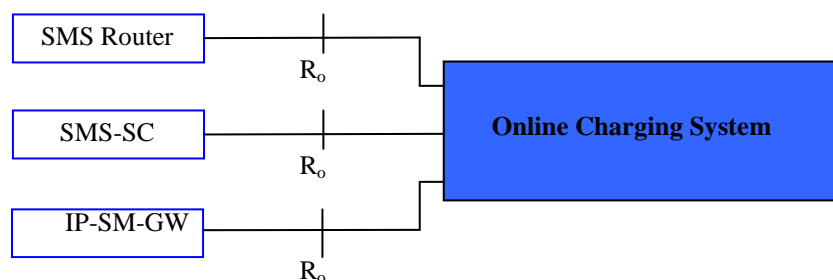 SMS Router
Rₒ
SMS-SC
Online Charging System
Rₒ
IP-SM-GW
Rₒ